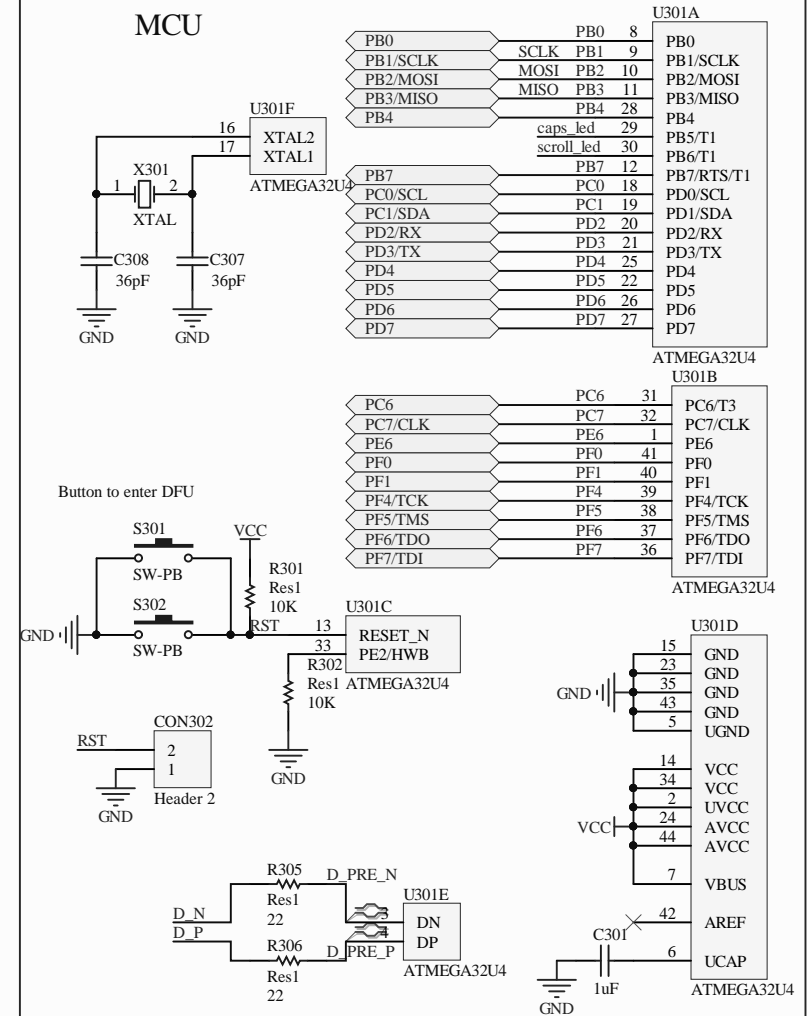 MCU
U301A
PB0 PB0 8 PB0
PB1/SCLK SCLK PB1 9 PB1/SCLK
PB2/MOSI MOSI PB2 10 PB2/MOSI
PB3/MISO MISO PB3 11 PB3/MISO
PB4 PB4 28 PB4
caps_led 29 PB5/T1
scroll_led 30 PB6/T1
PB7 PB7 12 PB7/RTS/T1
PC0/SCL PC0 18 PD0/SCL
PC1/SDA PC1 19 PD1/SDA
PD2/RX PD2 20 PD2/RX
PD3/TX PD3 21 PD3/TX
PD4 PD4 25 PD4
PD5 PD5 22 PD5
PD6 PD6 26 PD6
PD7 PD7 27 PD7
ATMEGA32U4
U301F
16 XTAL2
17 XTAL1
ATMEGA32U4
X301
1 2
XTAL
C308
36pF
C307
36pF
GND
GND
U301B
PC6 PC6 31 PC6/T3
PC7/CLK PC7 32 PC7/CLK
PE6 PE6 1 PE6
PF0 PF0 41 PF0
PF1 PF1 40 PF1
PF4/TCK PF4 39 PF4/TCK
PF5/TMS PF5 38 PF5/TMS
PF6/TDO PF6 37 PF6/TDO
PF7/TDI PF7 36 PF7/TDI
ATMEGA32U4
Button to enter DFU
S301
SW-PB
S302
SW-PB
GND
VCC
R301
Res1
10K
RST
U301C
13 RESET_N
33 PE2/HWB
ATMEGA32U4
R302
Res1
10K
GND
CON302
RST 2
1
Header 2
GND
U301D
15 GND
23 GND
35 GND
43 GND
5 UGND
GND
14 VCC
34 VCC
2 UVCC
24 AVCC
44 AVCC
VCC
7 VBUS
42 AREF
6 UCAP
C301
1uF
GND
ATMEGA32U4
R305
Res1
22
D_PRE_N
D_N
D_P
R306
Res1
22
D_PRE_P
U301E
3 DN
4 DP
ATMEGA32U4